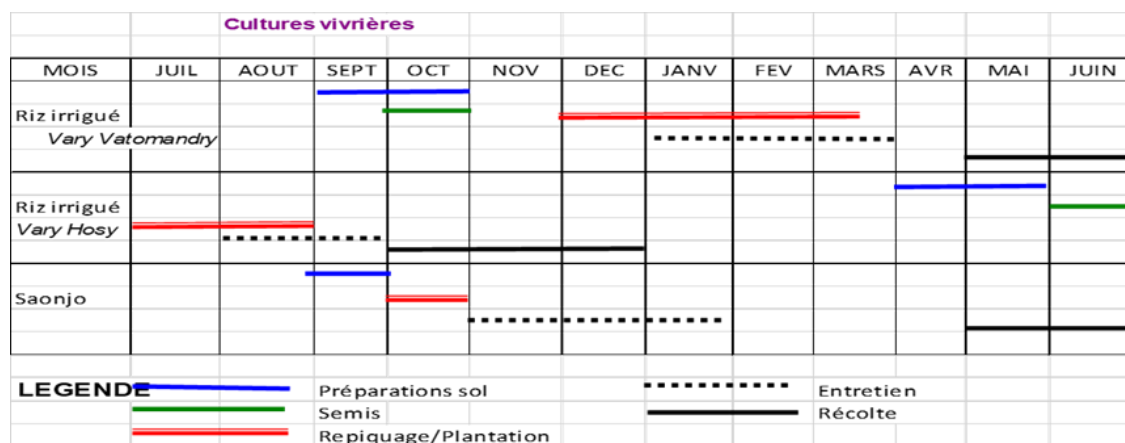 Cultures vivrières
MOIS JUIL AOUT SEPT OCT NOV DEC JANV FEV MARS AVR MAI JUIN
Riz irrigué
Vary Vatomandry
Riz irrigué
Vary Hosy
Saonjo
LEGENDE
Préparations sol
Entretien
Semis
Récolte
Repiquage/Plantation